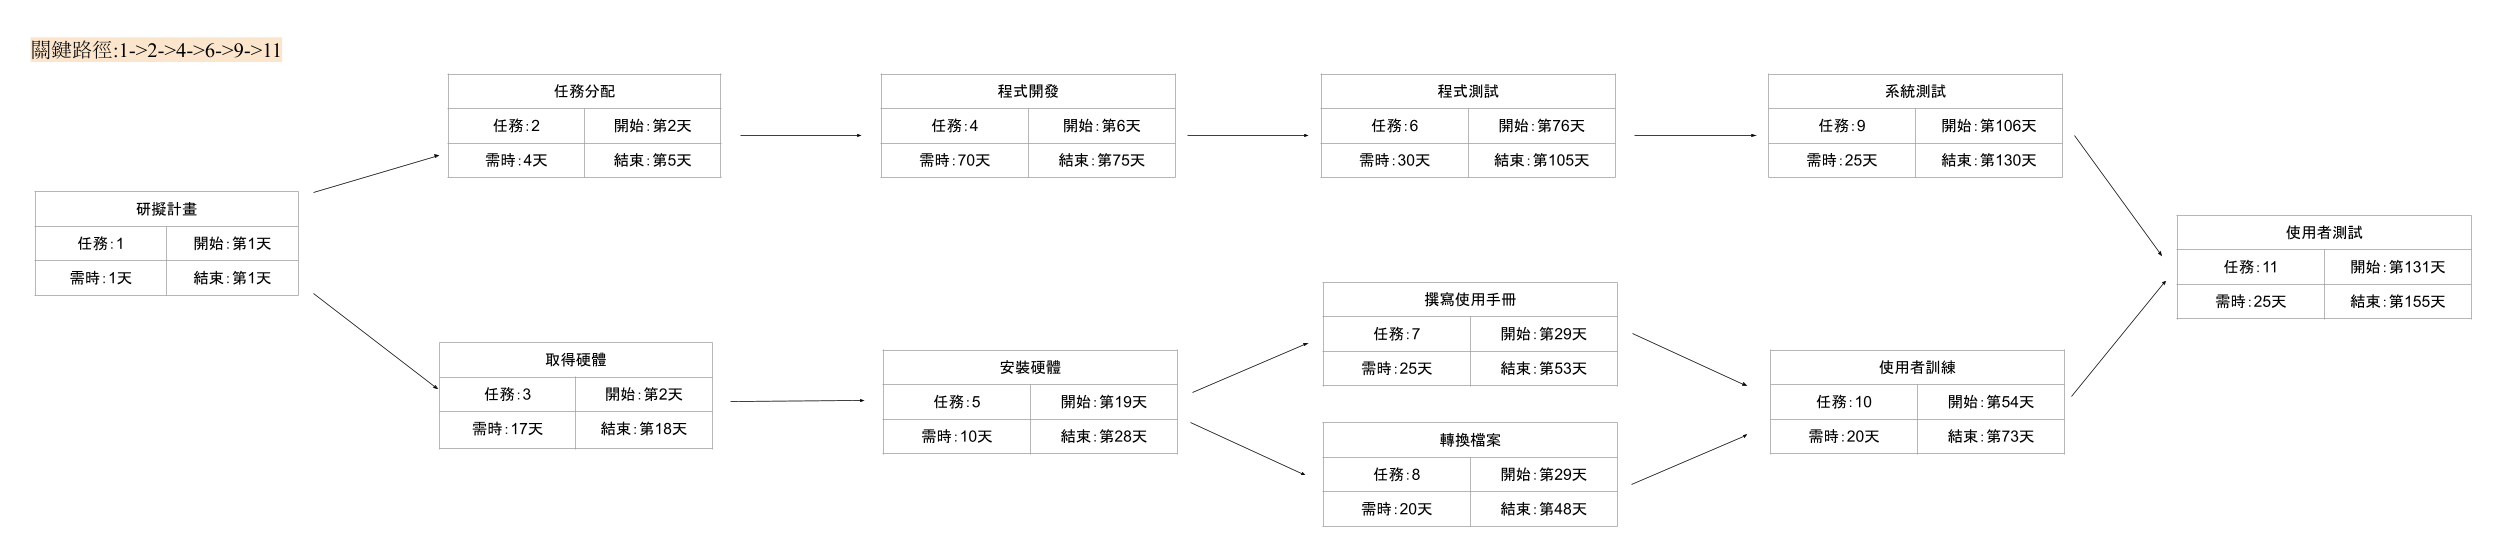 關鍵路徑:1->2->4->6->9->11
研擬計畫
任務:1 開始:第1天
需時:1天 結束:第1天
任務分配
任務:2 開始:第2天
需時:4天 結束:第5天
程式開發
任務:4 開始:第6天
需時:70天 結束:第75天
程式測試
任務:6 開始:第76天
需時:30天 結束:第105天
系統測試
任務:9 開始:第106天
需時:25天 結束:第130天
取得硬體
任務:3 開始:第2天
需時:17天 結束:第18天
安裝硬體
任務:5 開始:第19天
需時:10天 結束:第28天
撰寫使用手冊
任務:7 開始:第29天
需時:25天 結束:第53天
轉換檔案
任務:8 開始:第29天
需時:20天 結束:第48天
使用者訓練
任務:10 開始:第54天
需時:20天 結束:第73天
使用者測試
任務:11 開始:第131天
需時:25天 結束:第155天